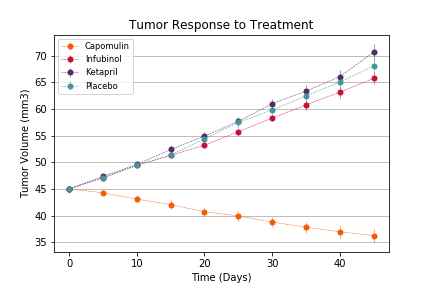 Tumor Response to Treatment
Capomulin
Infubinol
Ketapril
Placebo
Tumor Volume (mm3)
70
65
60
55
50
45
40
35
0 10 20 30 40
Time (Days)